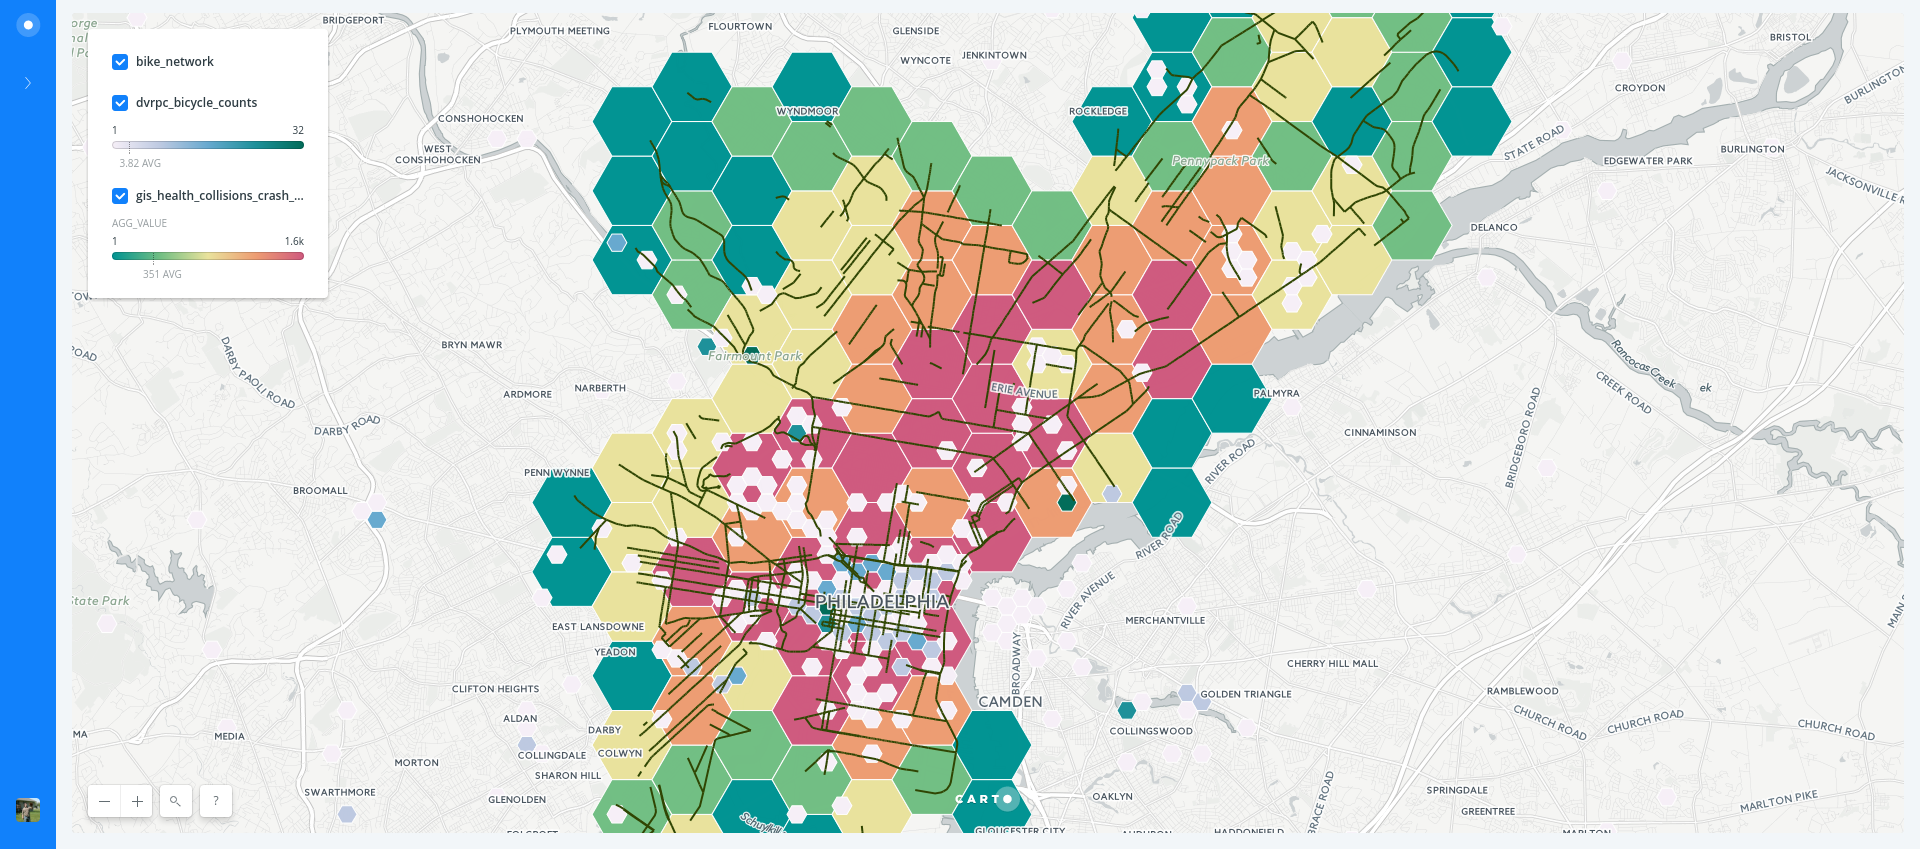 bike_network
dvrpc_bicycle_counts
1 32
3.82 AVG
gis_health_collisions_crash_...
AGG_VALUE
1 1.6k
351 AVG
BRIDGEPORT
PLYMOUTH MEETING
FLOURTOWN
GLENSIDE
WYNCOTE
JENKINTOWN
BRISTOL
CROYDON
BURLINGTON
CONSHOHOCKEN
WYNDMOOR
ROCKLEDGE
WEST
CONSHOHOCKEN
Pennypack Park
STATE ROAD
EDGEWATER PARK
BURLINGTON
JACKSONVILLE R
DELANCO
BRYN MAWR
Fairmount Park
DARBY PAOLI ROAD
ROAD
NARBERTH
ARDMORE
ERIE AVENUE
PALMYRA
Rancocas Creek
ek
CREEK ROAD
DARBY ROAD
CINNAMINSON
BRIDGEBORO ROAD
PENN WYNNE
BROOMALL
RIVER ROAD
RIVER ROAD
State Park
PHILADELPHIA
RIVER AVENUE
EAST LANSDOWNE
MERCHANTVILLE
MAIN
YEADON
BROADWAY
CHERRY HILL MALL
CLIFTON HEIGHTS
CAMDEN
GOLDEN TRIANGLE
RAMBLEWOOD
ALDAN
DARBY
MA
MEDIA
COLLINGDALE
COLWYN
COLLINGSWOOD
CHURCH ROAD
CHURCH ROAD
CHURCH ROAD
MORTON
SHARON HILL
SWARTHMORE
GLENOLDEN
CARTO
OAKLYN
SPRINGDALE
GREENTREE
BRACE ROAD
MARLTON PIKE
Schuylkill
FOLCROFT
GLOUCESTER CITY
AUDUBON
HADDONFIELD
MARLTON
?